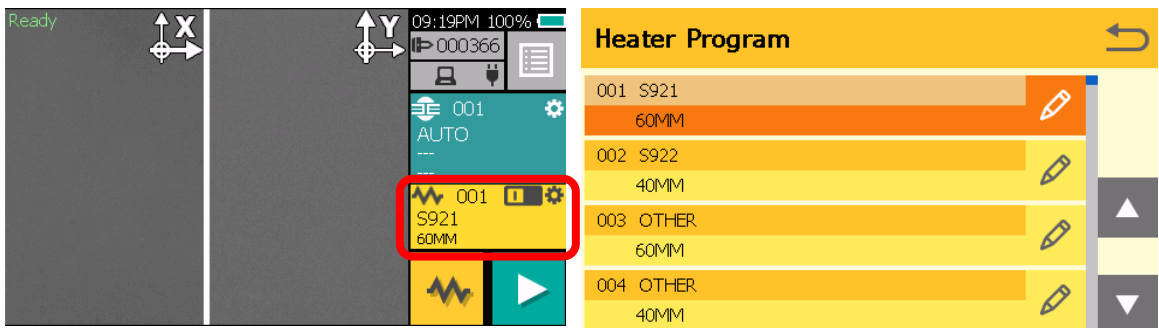 Ready
X
Y
09:19PM 100%
000366
001
AUTO
---
---
001
S921
60MM
Heater Program
001 S921
60MM
002 S922
40MM
003 OTHER
60MM
004 OTHER
40MM